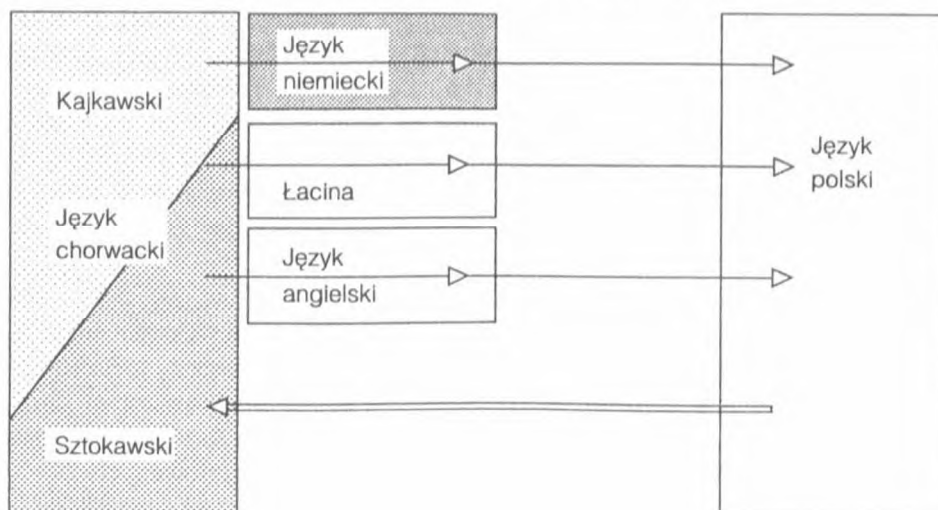 Język
niemiecki
Kajkawski
Łacina
Język
polski
Język
chorwacki
Język
angielski
Sztokawski